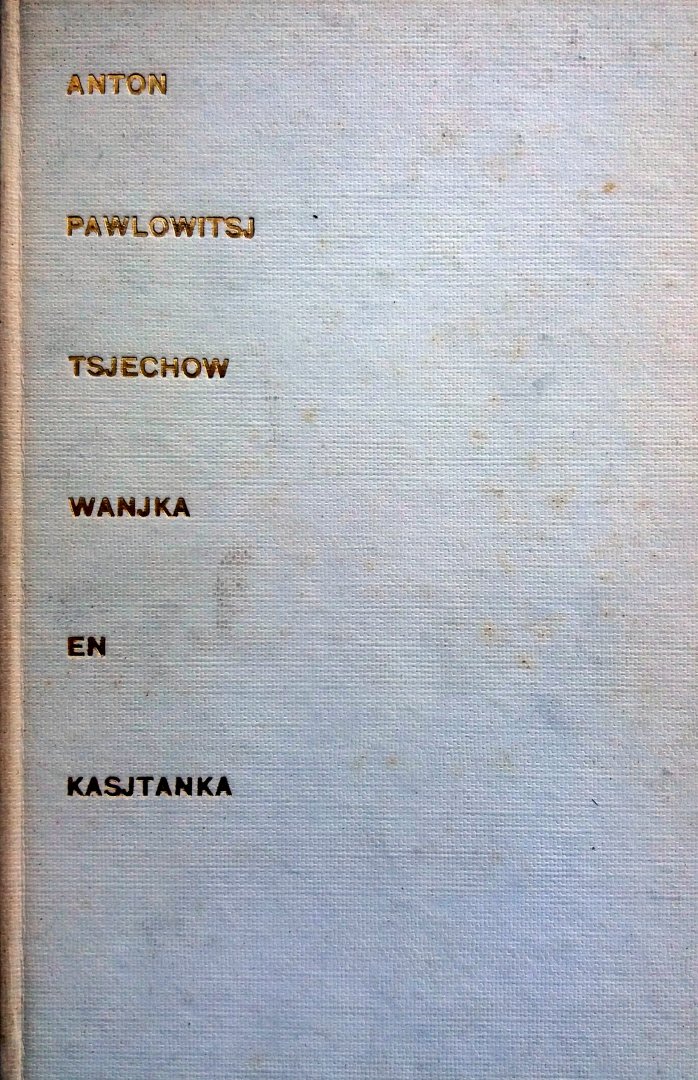 ANTON
PAWLOWITSJ
TSJECHOW
WANJKA
EN
KASJTANKA